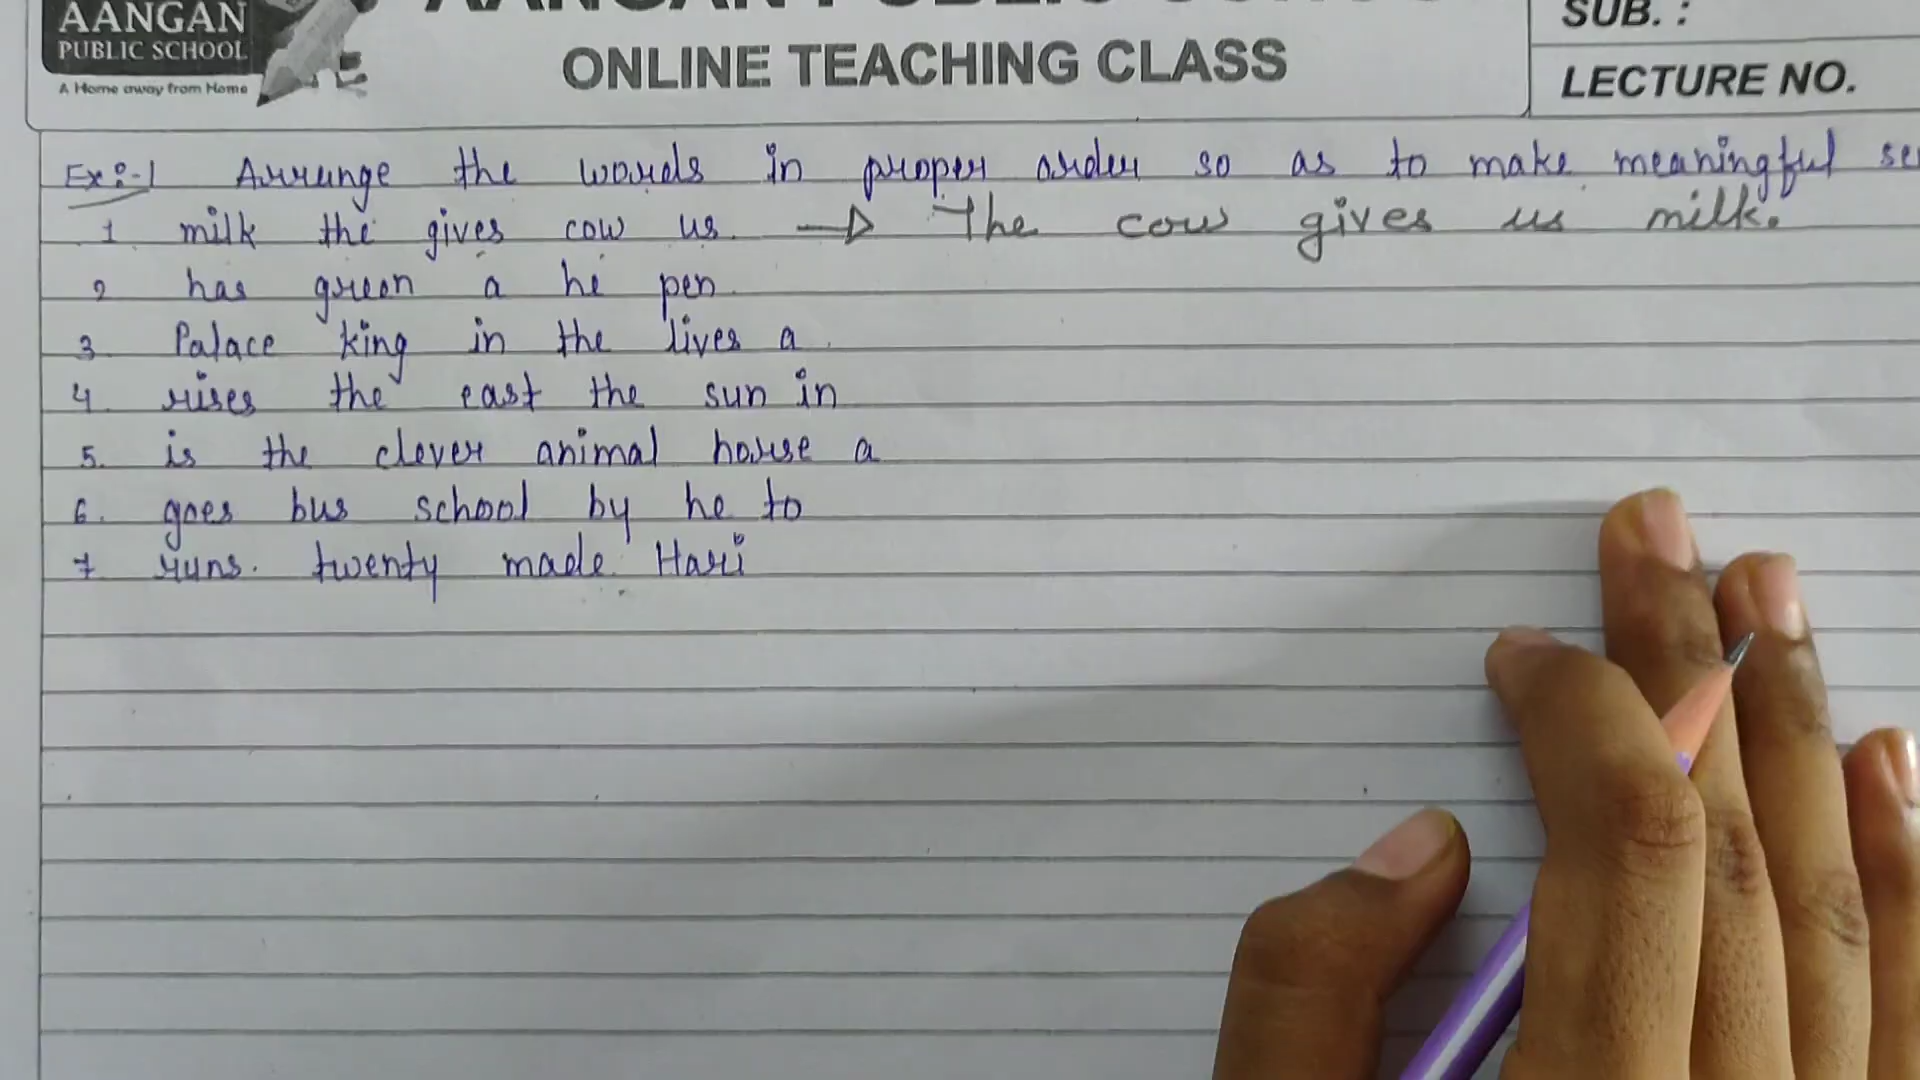 AANGAN
PUBLIC SCHOOL
A Home away from Home
AANGAN PUBLIC
ONLINE TEACHING CLASS
SUB. :
LECTURE NO.
Ex:-1 Arrange the words in proper order so as to make meaningful
1 milk the gives cow us → The cow gives us milk.
2 has green a he pen
3 Palace king in the lives a
4. rises the east the sun in
5. is the clever animal horse a
6. goes bus school by he to
7 runs. twenty made Hari